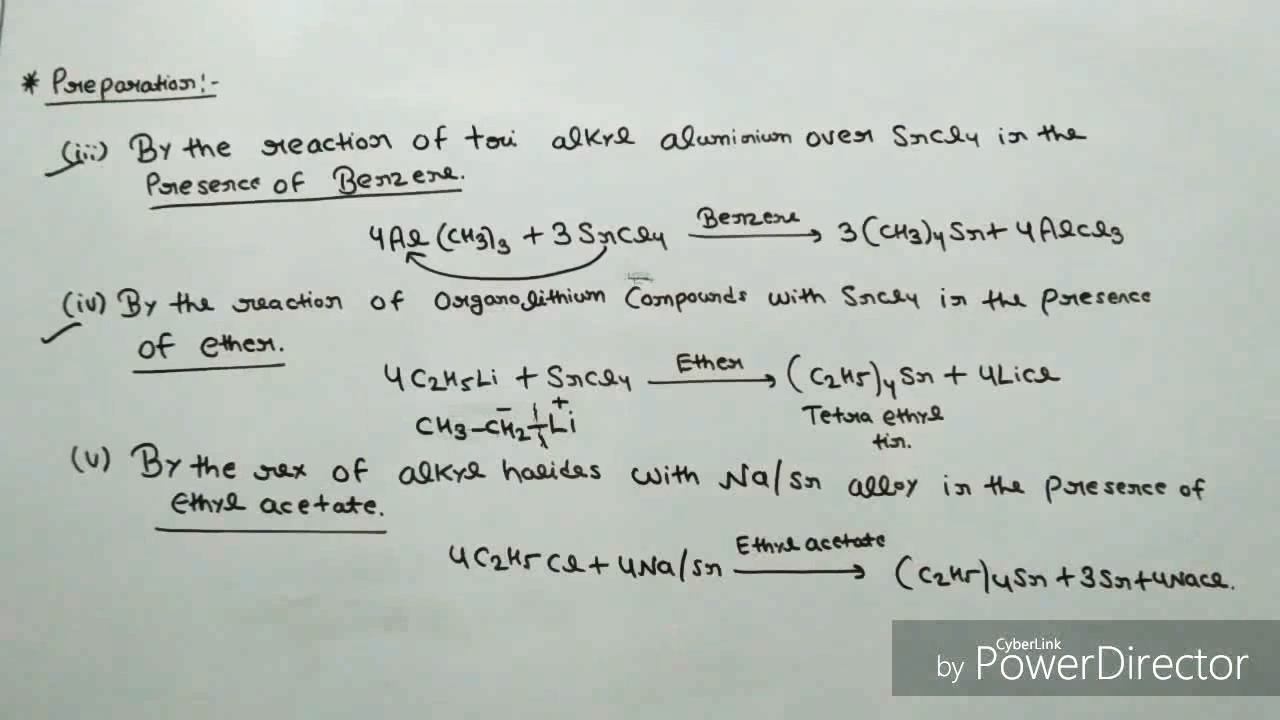 * Preparation:-
(iii) By the reaction of tri alkyl aluminium over SnCl4 in the
Presence of Benzene.
4Al(CH3)3 + 3SnCl4 Benzene → 3(CH3)4Sn + 4AlCl3
(iv) By the reaction of Organolithium Compounds with SnCl4 in the presence
of ether.
4C2H5Li + SnCl4 Ether → (C2H5)4Sn + 4LiCl
CH3-CH2 - Li +
Tetra ethyl
tin.
(v) By the rex of alkyl halides with Na/Sn alloy in the presence of
Ethyl acetate.
4C2H5Cl + 4Na/Sn Ethyl acetate → (C2H5)4Sn + 3Sn + 4NaCl.
CyberLink
by PowerDirector